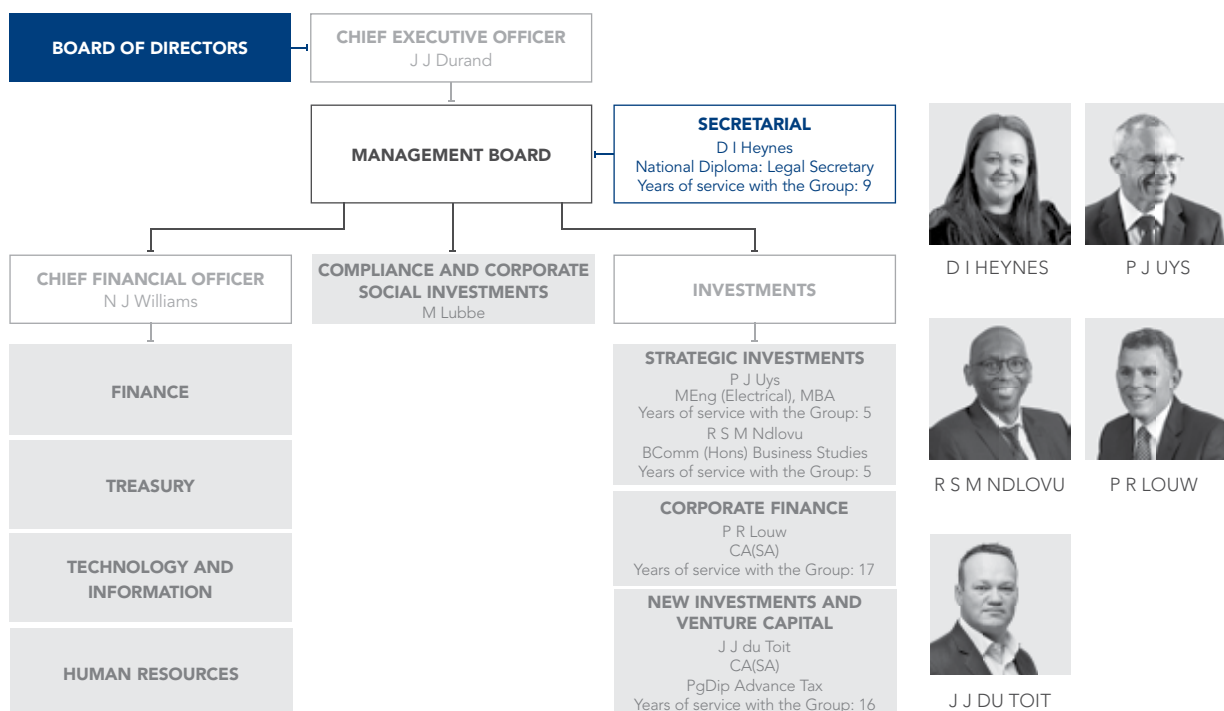 BOARD OF DIRECTORS
CHIEF EXECUTIVE OFFICER
J J Durand
MANAGEMENT BOARD
SECRETARIAL
D I Heynes
National Diploma: Legal Secretary
Years of service with the Group: 9
CHIEF FINANCIAL OFFICER
N J Williams
COMPLIANCE AND CORPORATE
SOCIAL INVESTMENTS
M Lubbe
INVESTMENTS
FINANCE
TREASURY
TECHNOLOGY AND
INFORMATION
HUMAN RESOURCES
STRATEGIC INVESTMENTS
P J Uys
MEng (Electrical), MBA
Years of service with the Group: 5
R S M Ndlovu
BComm (Hons) Business Studies
Years of service with the Group: 5
CORPORATE FINANCE
P R Louw
CA(SA)
Years of service with the Group: 17
NEW INVESTMENTS AND
VENTURE CAPITAL
J J du Toit
CA(SA)
PgDip Advance Tax
Years of service with the Group: 16
D I HEYNES
P J UYS
R S M NDLOVU
P R LOUW
J J DU TOIT